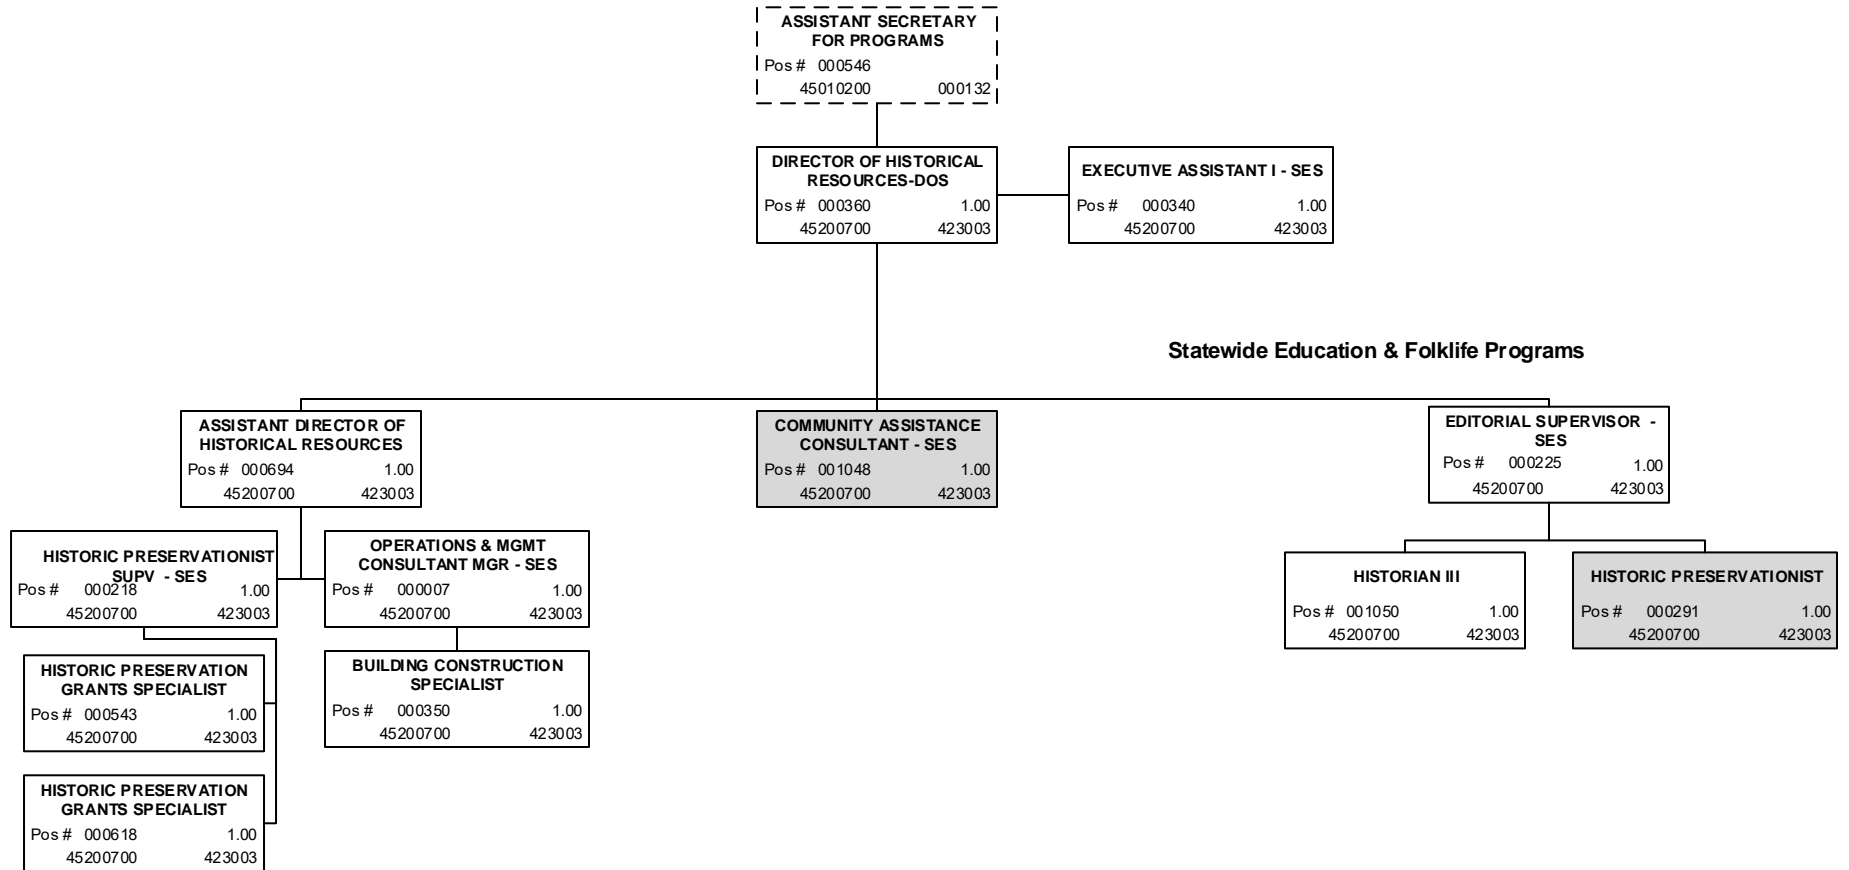 ASSISTANT SECRETARY
FOR PROGRAMS
Pos # 000546
45010200 000132
DIRECTOR OF HISTORICAL
RESOURCES-DOS
Pos # 000360 1.00
45200700 423003
EXECUTIVE ASSISTANT I - SES
Pos # 000340 1.00
45200700 423003
Statewide Education & Folklife Programs
ASSISTANT DIRECTOR OF
HISTORICAL RESOURCES
Pos # 000694 1.00
45200700 423003
COMMUNITY ASSISTANCE
CONSULTANT - SES
Pos # 001048 1.00
45200700 423003
EDITORIAL SUPERVISOR -
SES
Pos # 000225 1.00
45200700 423003
HISTORIC PRESERVATIONIST
SUPV - SES
Pos # 000218 1.00
45200700 423003
OPERATIONS & MGMT
CONSULTANT MGR - SES
Pos # 000007 1.00
45200700 423003
HISTORIAN III
Pos # 001050 1.00
45200700 423003
HISTORIC PRESERVATIONIST
Pos # 000291 1.00
45200700 423003
HISTORIC PRESERVATION
GRANTS SPECIALIST
Pos # 000543 1.00
45200700 423003
BUILDING CONSTRUCTION
SPECIALIST
Pos # 000350 1.00
45200700 423003
HISTORIC PRESERVATION
GRANTS SPECIALIST
Pos # 000618 1.00
45200700 423003